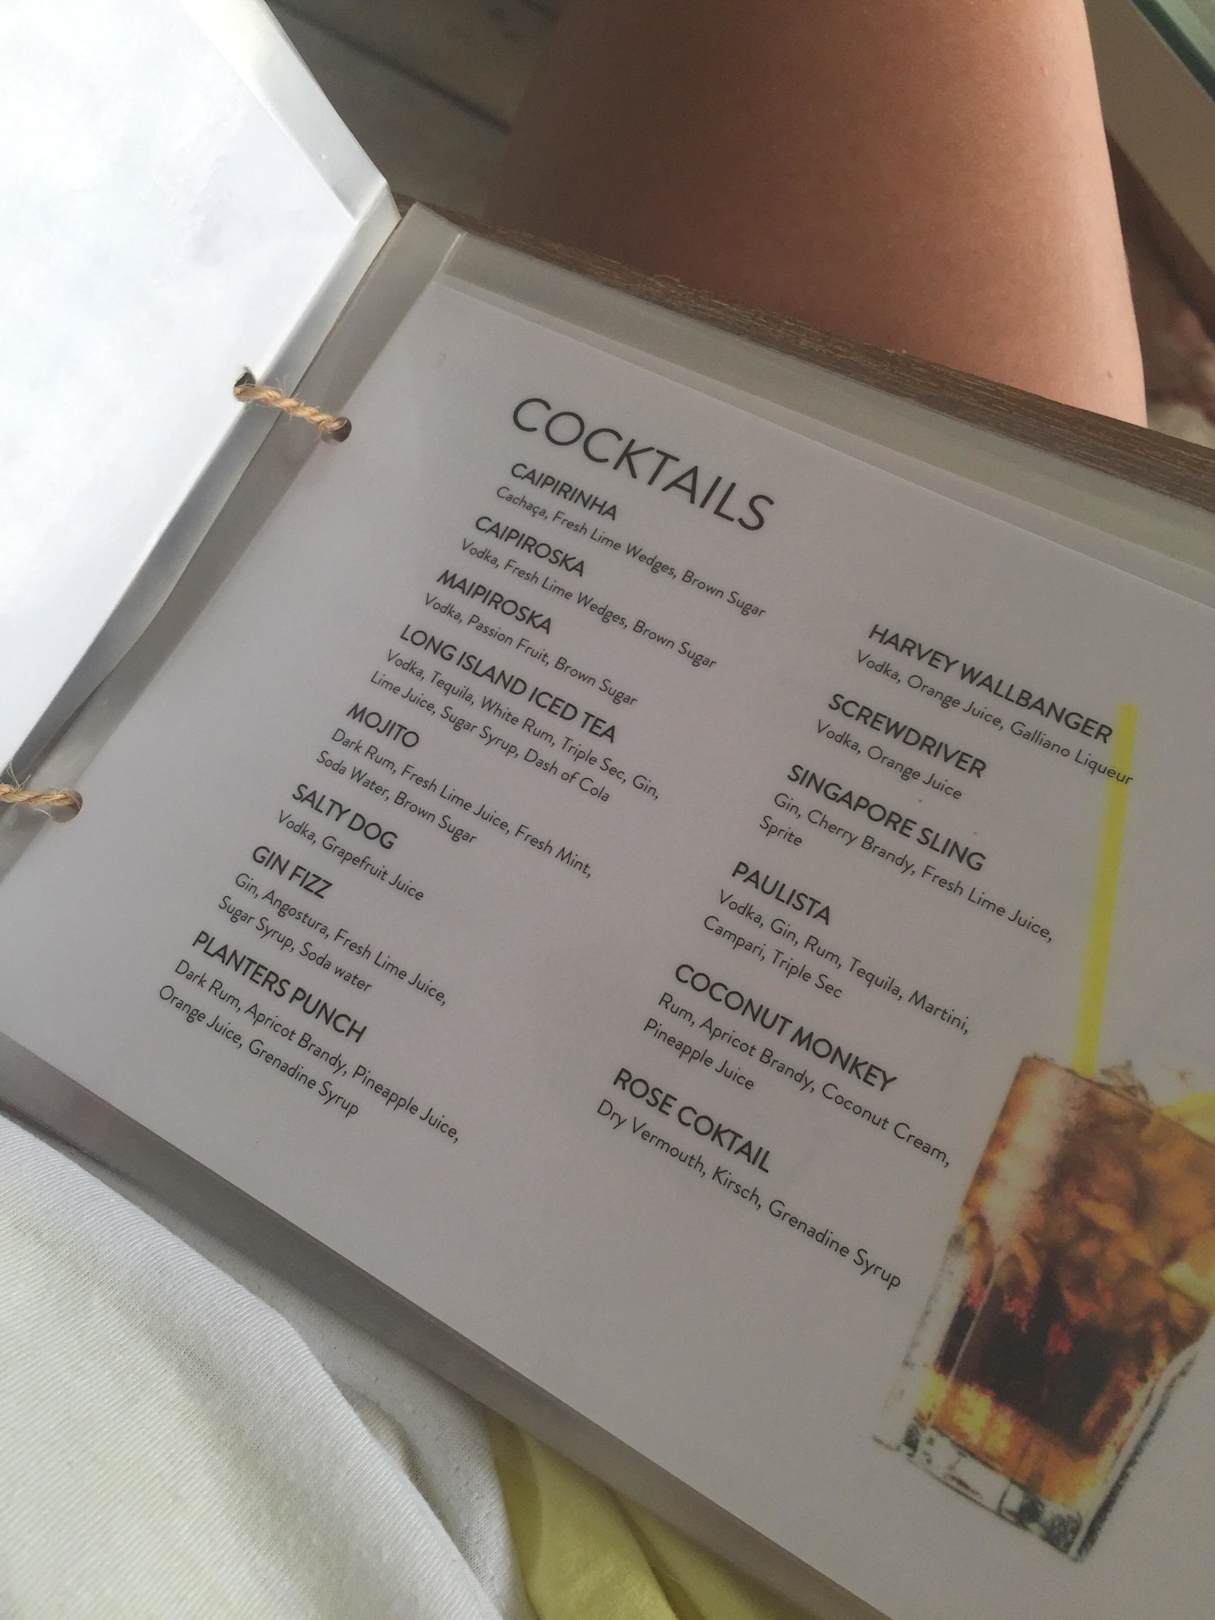 COCKTAILS
CAIPIRINHA
Cachaça, Fresh Lime Wedges, Brown Sugar
CAIPIROSKA
Vodka, Fresh Lime Wedges, Brown Sugar
MAIPIROSKA
Vodka, Passion Fruit, Brown Sugar
LONG ISLAND ICED TEA
Vodka, Tequila, White Rum, Triple Sec, Gin,
Lime Juice, Sugar Syrup, Dash of Cola
MOJITO
Dark Rum, Fresh Lime Juice, Fresh Mint,
Soda Water, Brown Sugar
SALTY DOG
Vodka, Grapefruit Juice
GIN FIZZ
Gin, Angostura, Fresh Lime Juice,
Sugar Syrup, Soda water
PLANTERS PUNCH
Dark Rum, Apricot Brandy, Pineapple Juice,
Orange Juice, Grenadine Syrup
HARVEY WALLBANGER
Vodka, Orange Juice, Galliano Liqueur
SCREWDRIVER
Vodka, Orange Juice
SINGAPORE SLING
Gin, Cherry Brandy, Fresh Lime Juice,
Sprite
PAULISTA
Vodka, Gin, Rum, Tequila, Martini,
Campari, Triple Sec
COCONUT MONKEY
Rum, Apricot Brandy, Coconut Cream,
Pineapple Juice
ROSE COKTAIL
Dry Vermouth, Kirsch, Grenadine Syrup